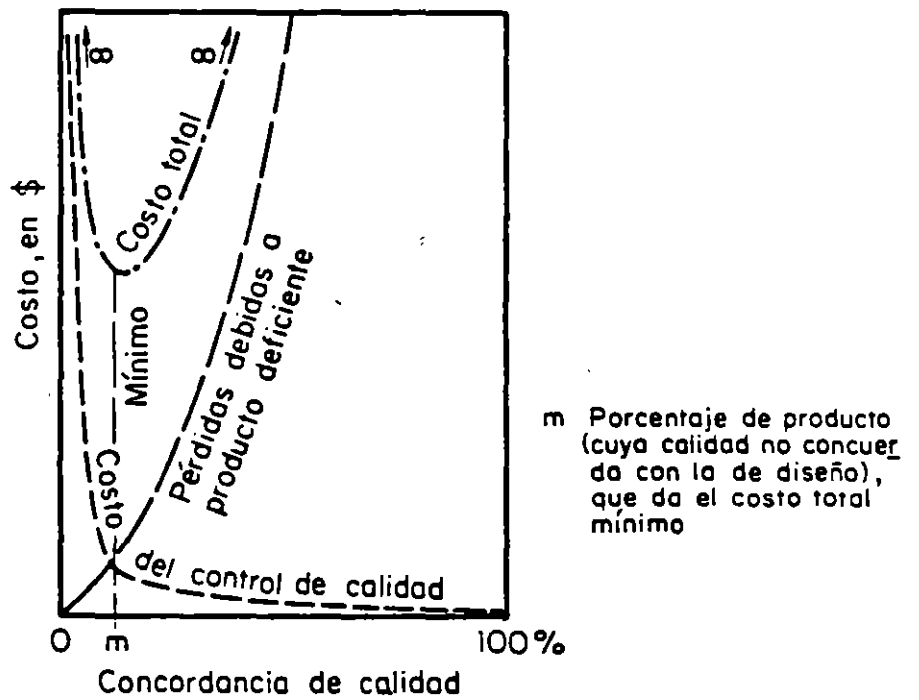 Costo, en $
∞
∞
Costo total
Mínimo
Pérdidas debidas a
producto deficiente
Costo
del control de calidad
0
m
100%
Concordancia de calidad
m Porcentaje de producto
(cuya calidad no concuer
da con la de diseño),
que da el costo total
mínimo